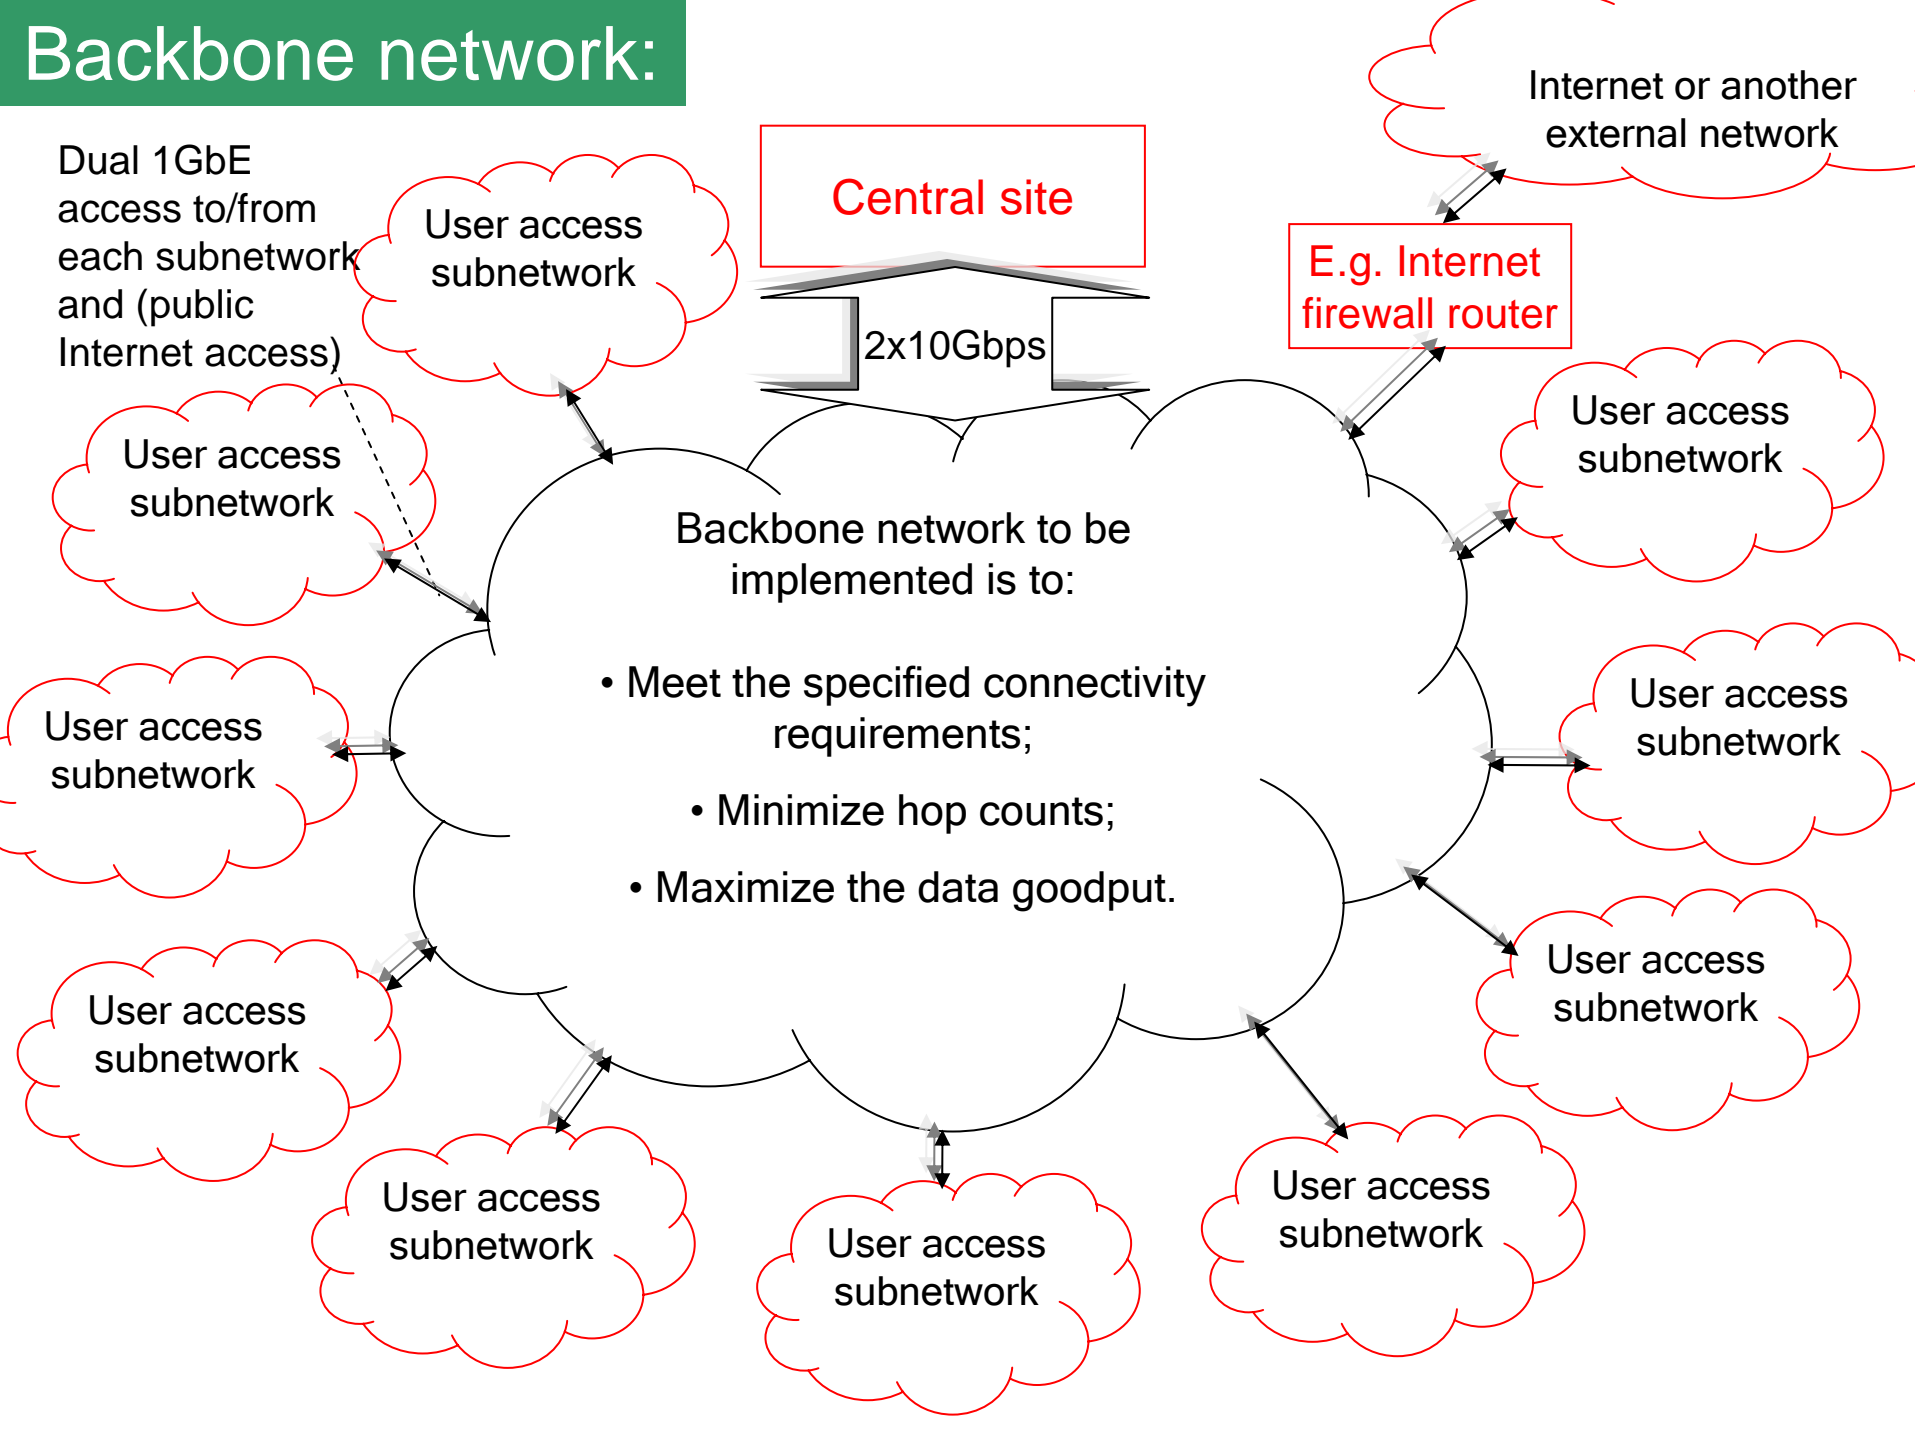 Backbone network:
Dual 1GbE
access to/from
each subnetwork
and (public
Internet access)
User access
subnetwork
Central site
2x10Gbps
Internet or another
external network
E.g. Internet
firewall router
User access
subnetwork
User access
subnetwork
Backbone network to be
implemented is to:
• Meet the specified connectivity
requirements;
• Minimize hop counts;
• Maximize the data goodput.
User access
subnetwork
User access
subnetwork
User access
subnetwork
User access
subnetwork
User access
subnetwork
User access
subnetwork
User access
subnetwork
User access
subnetwork